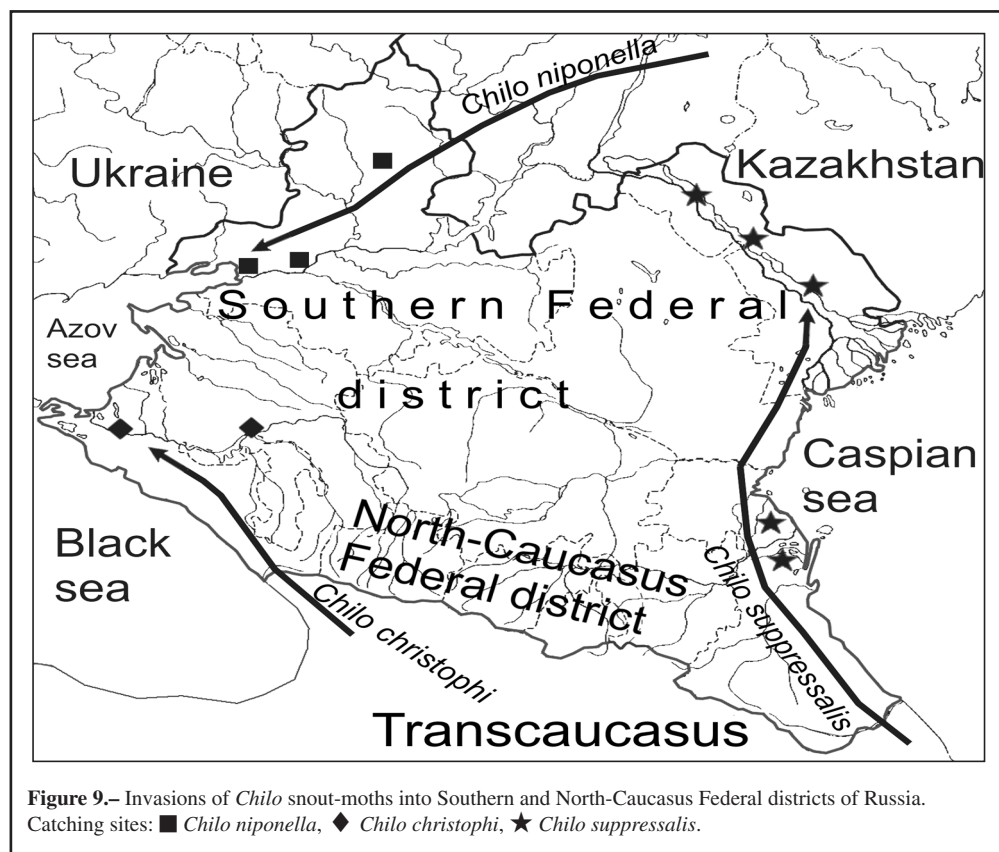 Chilo niponella
Ukraine
Kazakhstan
Southern Federal
district
Azov
sea
Caspian
sea
Black
sea
North-Caucasus
Federal district
Chilo christophi
Chilo suppressalis
Transcaucasus
Figure 9.– Invasions of Chilo snout-moths into Southern and North-Caucasus Federal districts of Russia.
Catching sites: ■ Chilo niponella, ♦ Chilo christophi, ★ Chilo suppressalis.